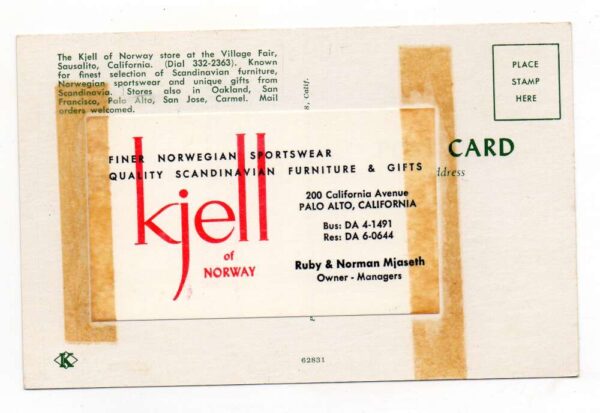 The Kjell of Norway store at the Village Fair,
Sausalito, California. (Dial 332-2363). Known
for finest selection of Scandinavian furniture,
Norwegian sportswear and unique gifts from
Scandinavia. Stores also in Oakland, San
Francisco, Palo Alto, San Jose, Carmel. Mail
orders welcomed.
PLACE
STAMP
HERE
8, Calif.
CARD
ddress
FINER NORWEGIAN SPORTSWEAR
QUALITY SCANDINAVIAN FURNITURE & GIFTS
kjell
of
NORWAY
200 California Avenue
PALO ALTO, CALIFORNIA
Bus: DA 4-1491
Res: DA 6-0644
Ruby & Norman Mjaseth
Owner - Managers
K
62831